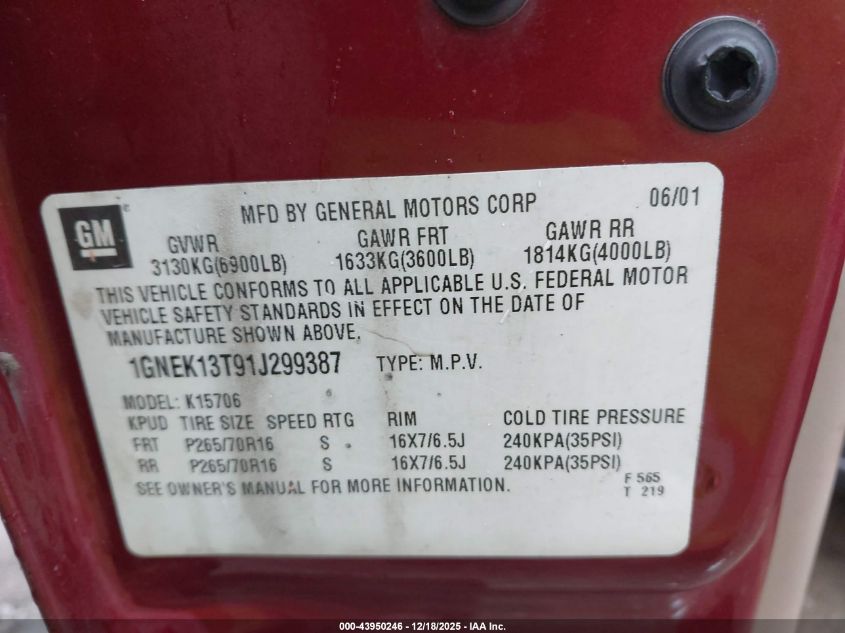 GM
MFD BY GENERAL MOTORS CORP 06/01
GVWR GAWR FRT GAWR RR
3130KG(6900LB) 1633KG(3600LB) 1814KG(4000LB)
THIS VEHICLE CONFORMS TO ALL APPLICABLE U.S. FEDERAL MOTOR
VEHICLE SAFETY STANDARDS IN EFFECT ON THE DATE OF
MANUFACTURE SHOWN ABOVE.
1GNEK13T91J299387 TYPE: M.P.V.
MODEL: K15706
KPUD TIRE SIZE SPEED RTG RIM COLD TIRE PRESSURE
FRT P265/70R16 S 16X7/6.5J 240KPA(35PSI)
RR P265/70R16 S 16X7/6.5J 240KPA(35PSI)
SEE OWNER'S MANUAL FOR MORE INFORMATION.
F 565
T 219
000-43950246 - 12/18/2025 - IAA Inc.